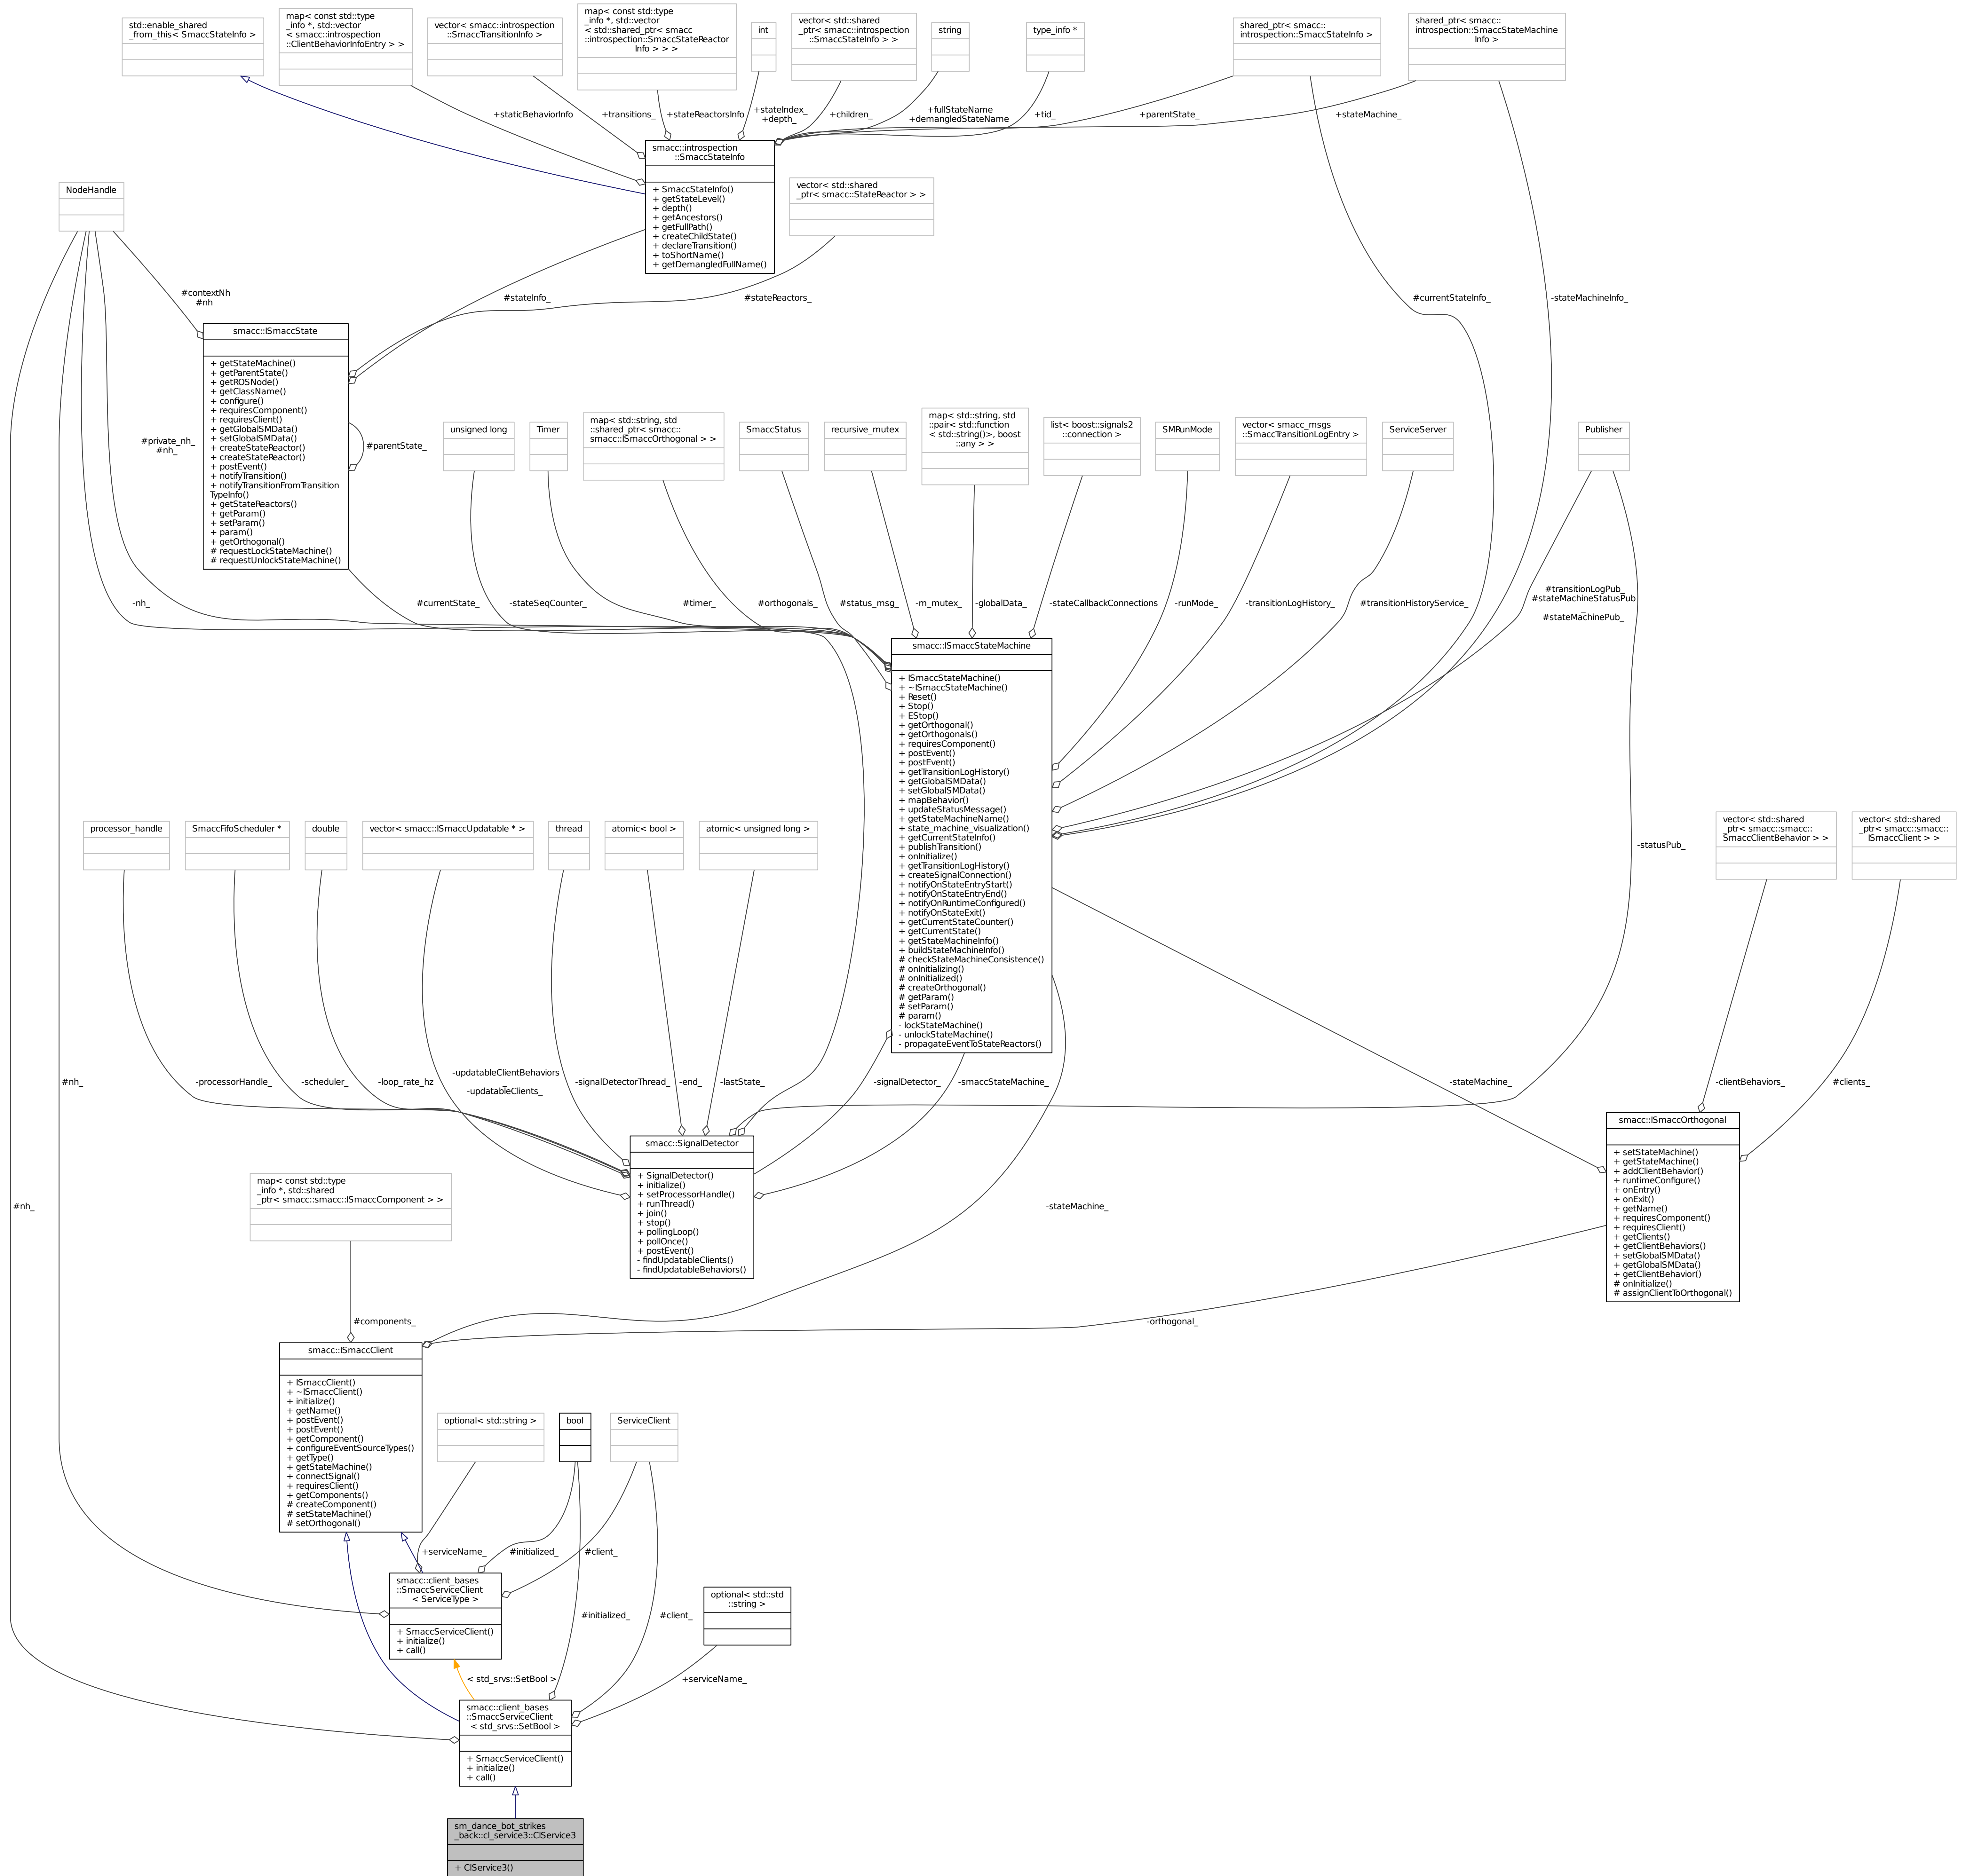 std::enable_shared
_from_this< SmaccStateInfo >
map< const std::type
_info *, std::vector
< smacc::introspection
::ClientBehaviorInfoEntry > >
vector< smacc::introspection
::SmaccTransitionInfo >
map< const std::type
_info *, std::vector
< std::shared_ptr< smacc
::introspection::SmaccStateReactor
Info > > >
int
vector< std::shared
_ptr< smacc::introspection
::SmaccStateInfo > >
string
type_info *
shared_ptr< smacc::
introspection::SmaccStateInfo >
shared_ptr< smacc::
introspection::SmaccStateMachine
Info >
+staticBehaviorInfo
+transitions_
+stateReactorsInfo
+stateIndex_
+depth_
+children_
+fullStateName
+demangledStateName
+tid_
+parentState_
+stateMachine_
smacc::introspection
::SmaccStateInfo
+ SmaccStateInfo()
+ getStateLevel()
+ depth()
+ getAncestors()
+ getFullPath()
+ createChildState()
+ declareTransition()
+ toShortName()
+ getDemangledFullName()
NodeHandle
vector< std::shared
_ptr< smacc::StateReactor > >
#contextNh
#nh
#stateInfo_
#stateReactors_
#currentStateInfo_
-stateMachineInfo_
smacc::ISmaccState
+ getStateMachine()
+ getParentState()
+ getROSNode()
+ getClassName()
+ configure()
+ requiresComponent()
+ requiresClient()
+ getGlobalSMData()
+ setGlobalSMData()
+ createStateReactor()
+ createStateReactor()
+ postEvent()
+ notifyTransition()
+ notifyTransitionFromTransition
TypeInfo()
+ getStateReactors()
+ getParam()
+ setParam()
+ param()
+ getOrthogonal()
# requestLockStateMachine()
# requestUnlockStateMachine()
#private_nh_
#nh_
#parentState_
unsigned long
Timer
map< std::string, std
::shared_ptr< smacc::
smacc::ISmaccOrthogonal > >
SmaccStatus
recursive_mutex
map< std::string, std
::pair< std::function
< std::string()>, boost
::any > >
list< boost::signals2
::connection >
SMRunMode
vector< smacc_msgs
::SmaccTransitionLogEntry >
ServiceServer
Publisher
-nh_
#currentState_
-stateSeqCounter_
#timer_
#orthogonals_
#status_msg_
-m_mutex_
-globalData_
-stateCallbackConnections
-runMode_
-transitionLogHistory_
#transitionHistoryService_
#transitionLogPub_
#stateMachineStatusPub
_
#stateMachinePub_
smacc::ISmaccStateMachine
+ ISmaccStateMachine()
+ ~ISmaccStateMachine()
+ Reset()
+ Stop()
+ EStop()
+ getOrthogonal()
+ getOrthogonals()
+ requiresComponent()
+ postEvent()
+ postEvent()
+ getTransitionLogHistory()
+ getGlobalSMData()
+ setGlobalSMData()
+ mapBehavior()
+ updateStatusMessage()
+ getStateMachineName()
+ state_machine_visualization()
+ getCurrentStateInfo()
+ publishTransition()
+ onInitialize()
+ getTransitionLogHistory()
+ createSignalConnection()
+ notifyOnStateEntryStart()
+ notifyOnStateEntryEnd()
+ notifyOnRuntimeConfigured()
+ notifyOnStateExit()
+ getCurrentStateCounter()
+ getCurrentState()
+ getStateMachineInfo()
+ buildStateMachineInfo()
# checkStateMachineConsistence()
# onInitializing()
# onInitialized()
# createOrthogonal()
# getParam()
# setParam()
# param()
- lockStateMachine()
- unlockStateMachine()
- propagateEventToStateReactors()
processor_handle
SmaccFifoScheduler *
double
vector< smacc::ISmaccUpdatable * >
thread
atomic< bool >
atomic< unsigned long >
-statusPub_
vector< std::shared
_ptr< smacc::smacc::
SmaccClientBehavior > >
vector< std::shared
_ptr< smacc::smacc::
ISmaccClient > >
#nh_
-processorHandle_
-scheduler_
-loop_rate_hz
-updatableClientBehaviors
_
-updatableClients_
-signalDetectorThread_
-end_
-lastState_
-signalDetector_
-smaccStateMachine_
-stateMachine_
-clientBehaviors_
#clients_
smacc::SignalDetector
+ SignalDetector()
+ initialize()
+ setProcessorHandle()
+ runThread()
+ join()
+ stop()
+ pollingLoop()
+ pollOnce()
+ postEvent()
- findUpdatableClients()
- findUpdatableBehaviors()
smacc::ISmaccOrthogonal
+ setStateMachine()
+ getStateMachine()
+ addClientBehavior()
+ runtimeConfigure()
+ onEntry()
+ onExit()
+ getName()
+ requiresComponent()
+ requiresClient()
+ getClients()
+ getClientBehaviors()
+ setGlobalSMData()
+ getGlobalSMData()
+ getClientBehavior()
# onInitialize()
# assignClientToOrthogonal()
map< const std::type
_info *, std::shared
_ptr< smacc::smacc::ISmaccComponent > >
#nh_
-stateMachine_
#components_
-orthogonal_
smacc::ISmaccClient
+ ISmaccClient()
+ ~ISmaccClient()
+ initialize()
+ getName()
+ postEvent()
+ postEvent()
+ getComponent()
+ configureEventSourceTypes()
+ getType()
+ getStateMachine()
+ connectSignal()
+ requiresClient()
+ getComponents()
# createComponent()
# setStateMachine()
# setOrthogonal()
optional< std::string >
bool
ServiceClient
+serviceName_
#initialized_
#client_
smacc::client_bases
::SmaccServiceClient
< ServiceType >
+ SmaccServiceClient()
+ initialize()
+ call()
optional< std::std
::string >
#initialized_
#client_
< std_srvs::SetBool >
+serviceName_
smacc::client_bases
::SmaccServiceClient
< std_srvs::SetBool >
+ SmaccServiceClient()
+ initialize()
+ call()
sm_dance_bot_strikes
_back::cl_service3::ClService3
+ ClService3()